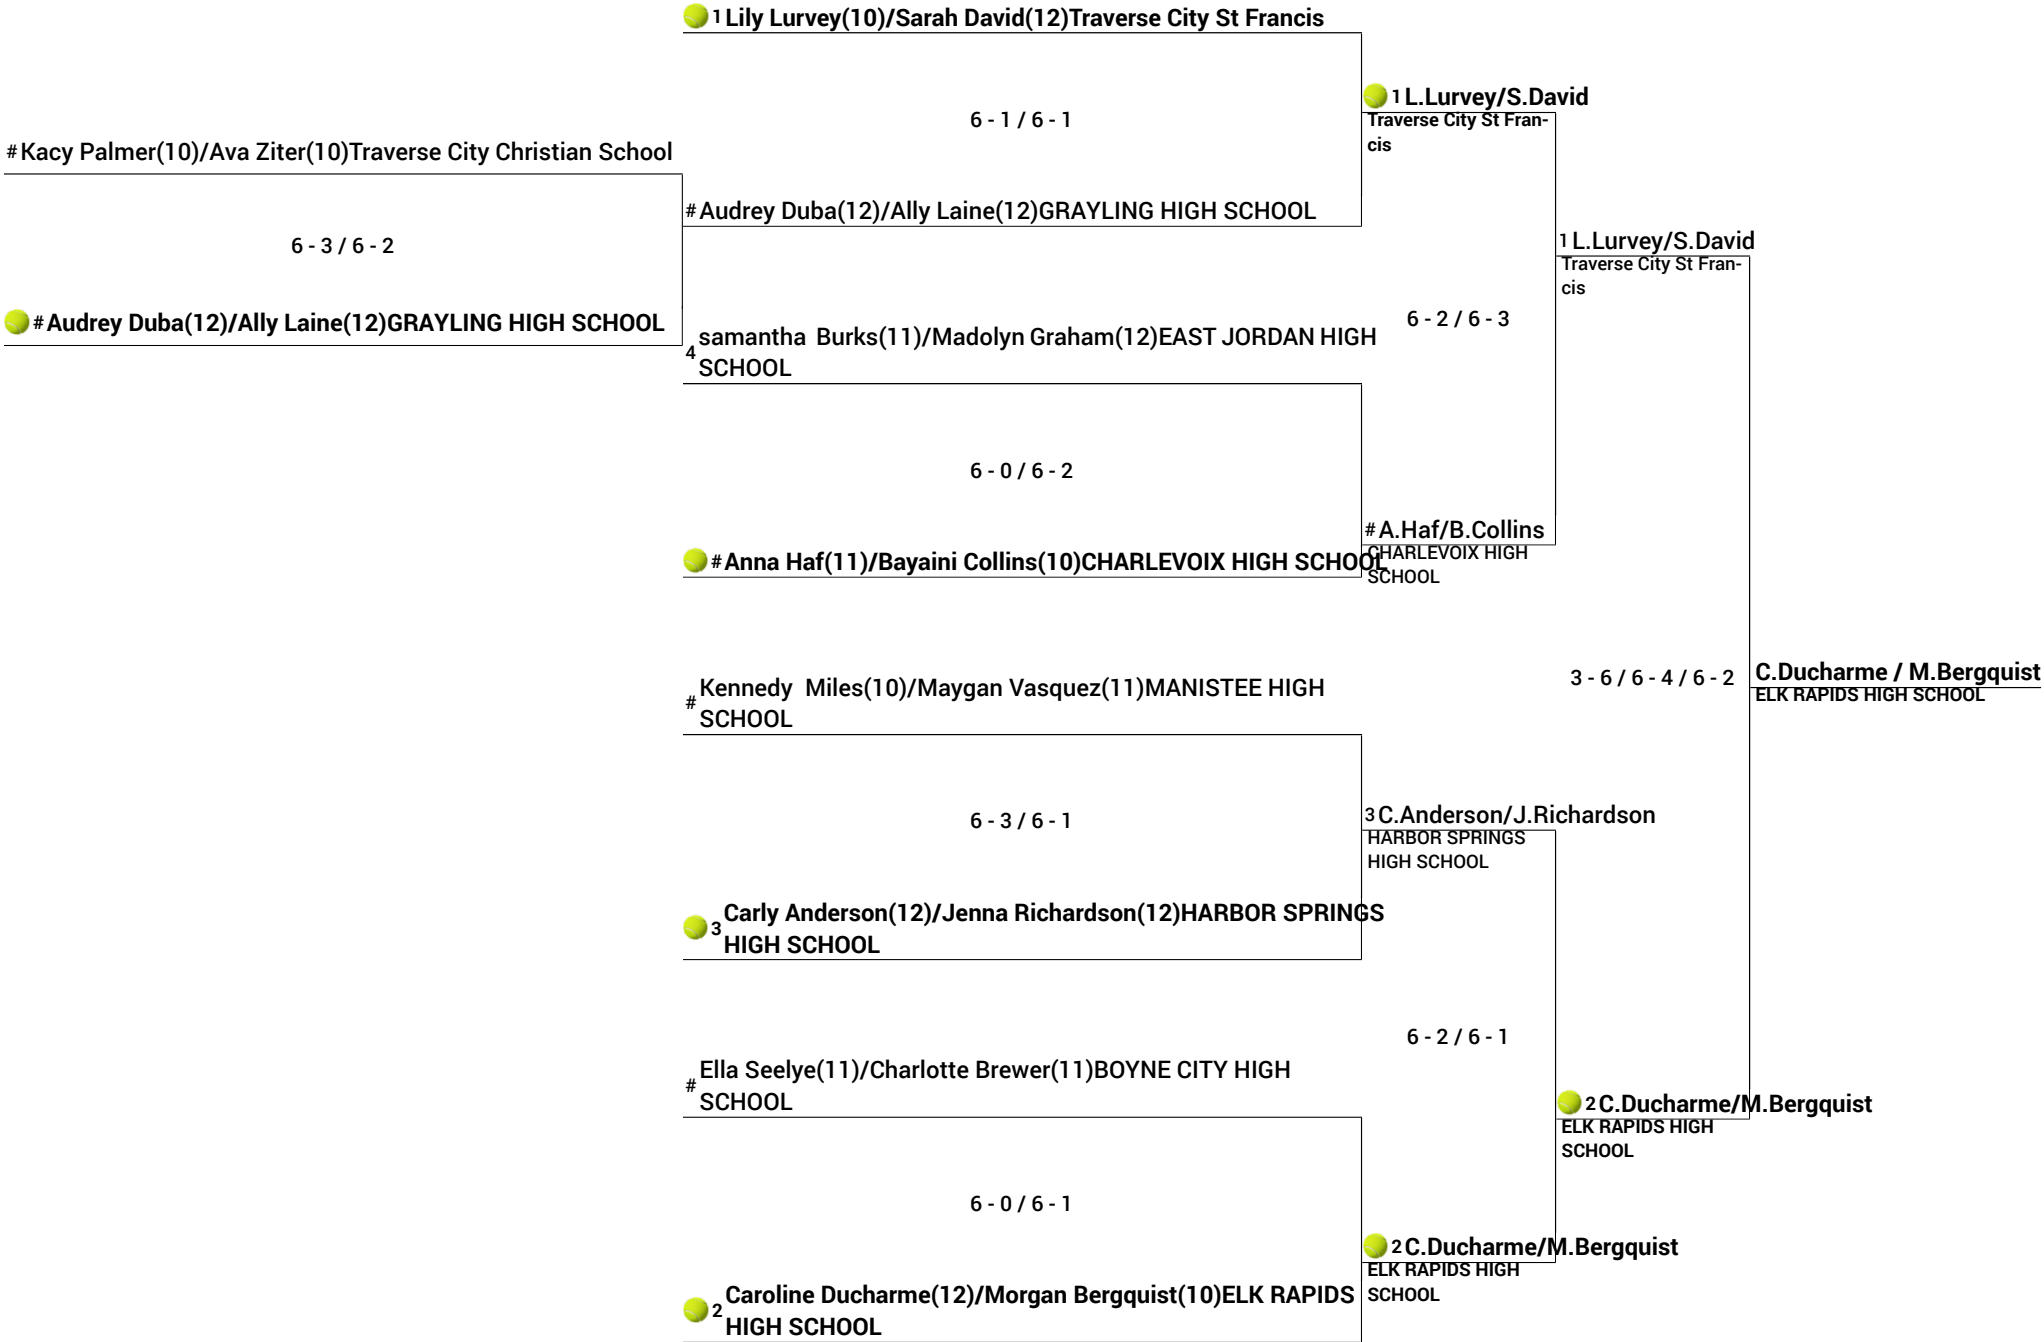 1 Lily Lurvey(10)/Sarah David(12)Traverse City St Francis
6 - 1 / 6 - 1
1 L.Lurvey/S.David
Traverse City St Fran-
cis
#Kacy Palmer(10)/Ava Ziter(10)Traverse City Christian School
6 - 3 / 6 - 2
#Audrey Duba(12)/Ally Laine(12)GRAYLING HIGH SCHOOL
#Audrey Duba(12)/Ally Laine(12)GRAYLING HIGH SCHOOL
1 L.Lurvey/S.David
Traverse City St Fran-
cis
6 - 2 / 6 - 3
4 samantha  Burks(11)/Madolyn Graham(12)EAST JORDAN HIGH
SCHOOL
6 - 0 / 6 - 2
#Anna Haf(11)/Bayaini Collins(10)CHARLEVOIX HIGH SCHOOL
#A.Haf/B.Collins
CHARLEVOIX HIGH
SCHOOL
#Kennedy  Miles(10)/Maygan Vasquez(11)MANISTEE HIGH
SCHOOL
3 - 6 / 6 - 4 / 6 - 2
C.Ducharme / M.Bergquist
ELK RAPIDS HIGH SCHOOL
6 - 3 / 6 - 1
3 C.Anderson/J.Richardson
HARBOR SPRINGS
HIGH SCHOOL
3 Carly Anderson(12)/Jenna Richardson(12)HARBOR SPRINGS
HIGH SCHOOL
6 - 2 / 6 - 1
#Ella Seelye(11)/Charlotte Brewer(11)BOYNE CITY HIGH
SCHOOL
2 C.Ducharme/M.Bergquist
ELK RAPIDS HIGH
SCHOOL
6 - 0 / 6 - 1
2 C.Ducharme/M.Bergquist
ELK RAPIDS HIGH
SCHOOL
2 Caroline Ducharme(12)/Morgan Bergquist(10)ELK RAPIDS
HIGH SCHOOL